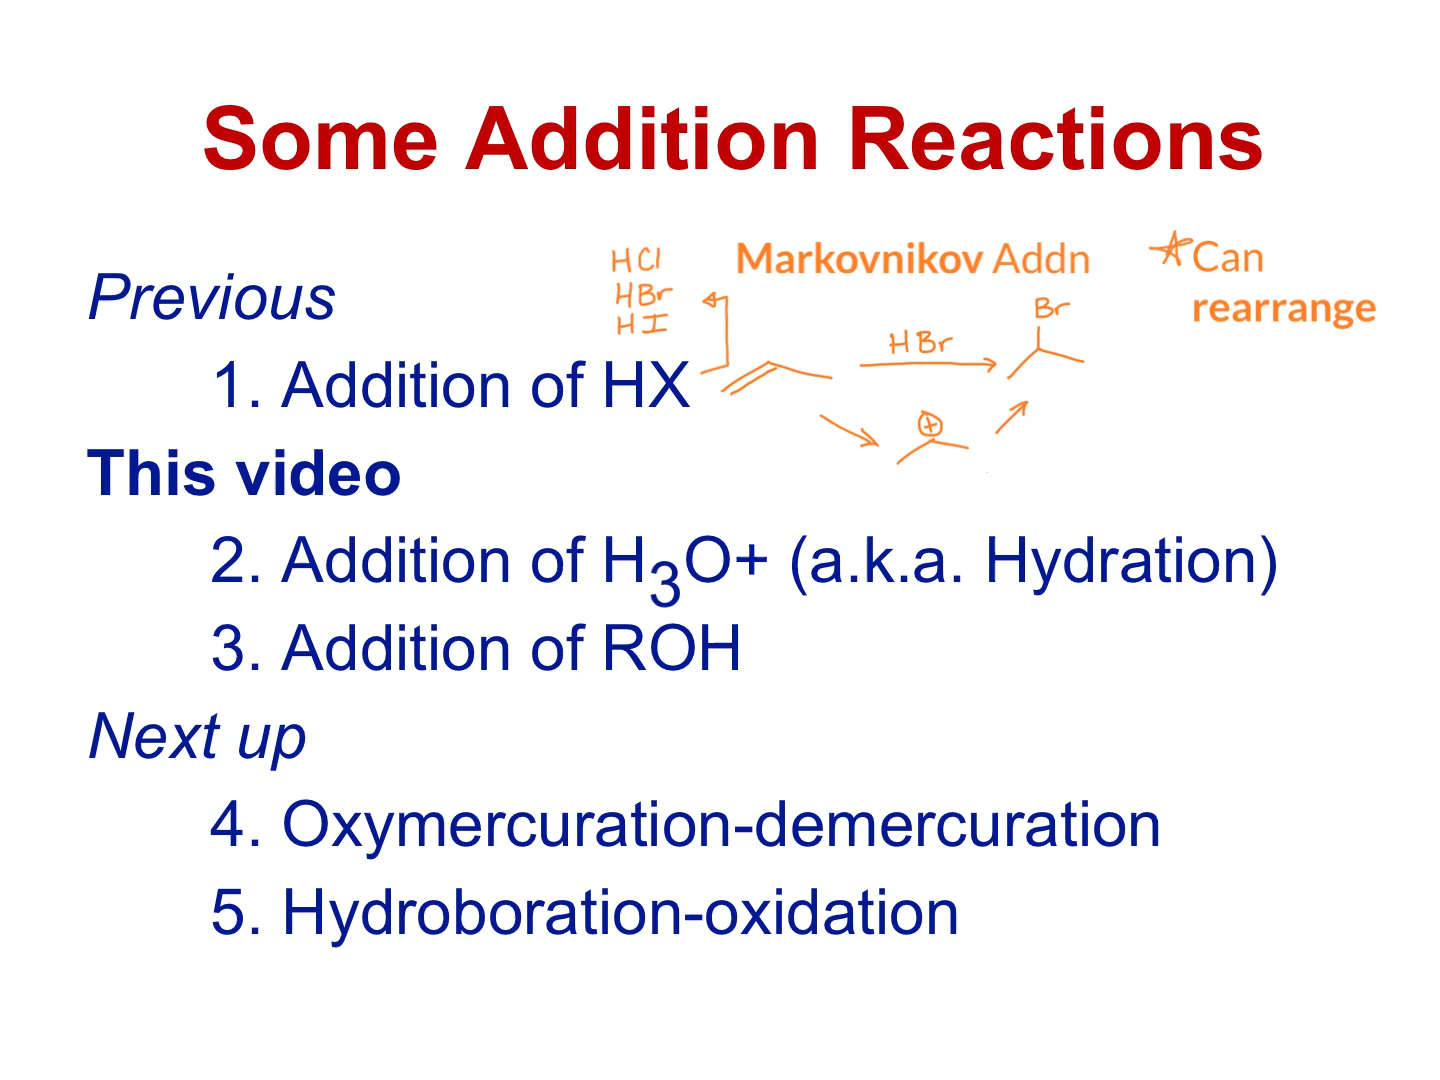 Some Addition Reactions
HCl
HBr
HI
Markovnikov Addn
Can
rearrange
Previous
Br
HBr
1. Addition of HX
+
This video
2. Addition of H3O+ (a.k.a. Hydration)
3. Addition of ROH
Next up
4. Oxymercuration-demercuration
5. Hydroboration-oxidation